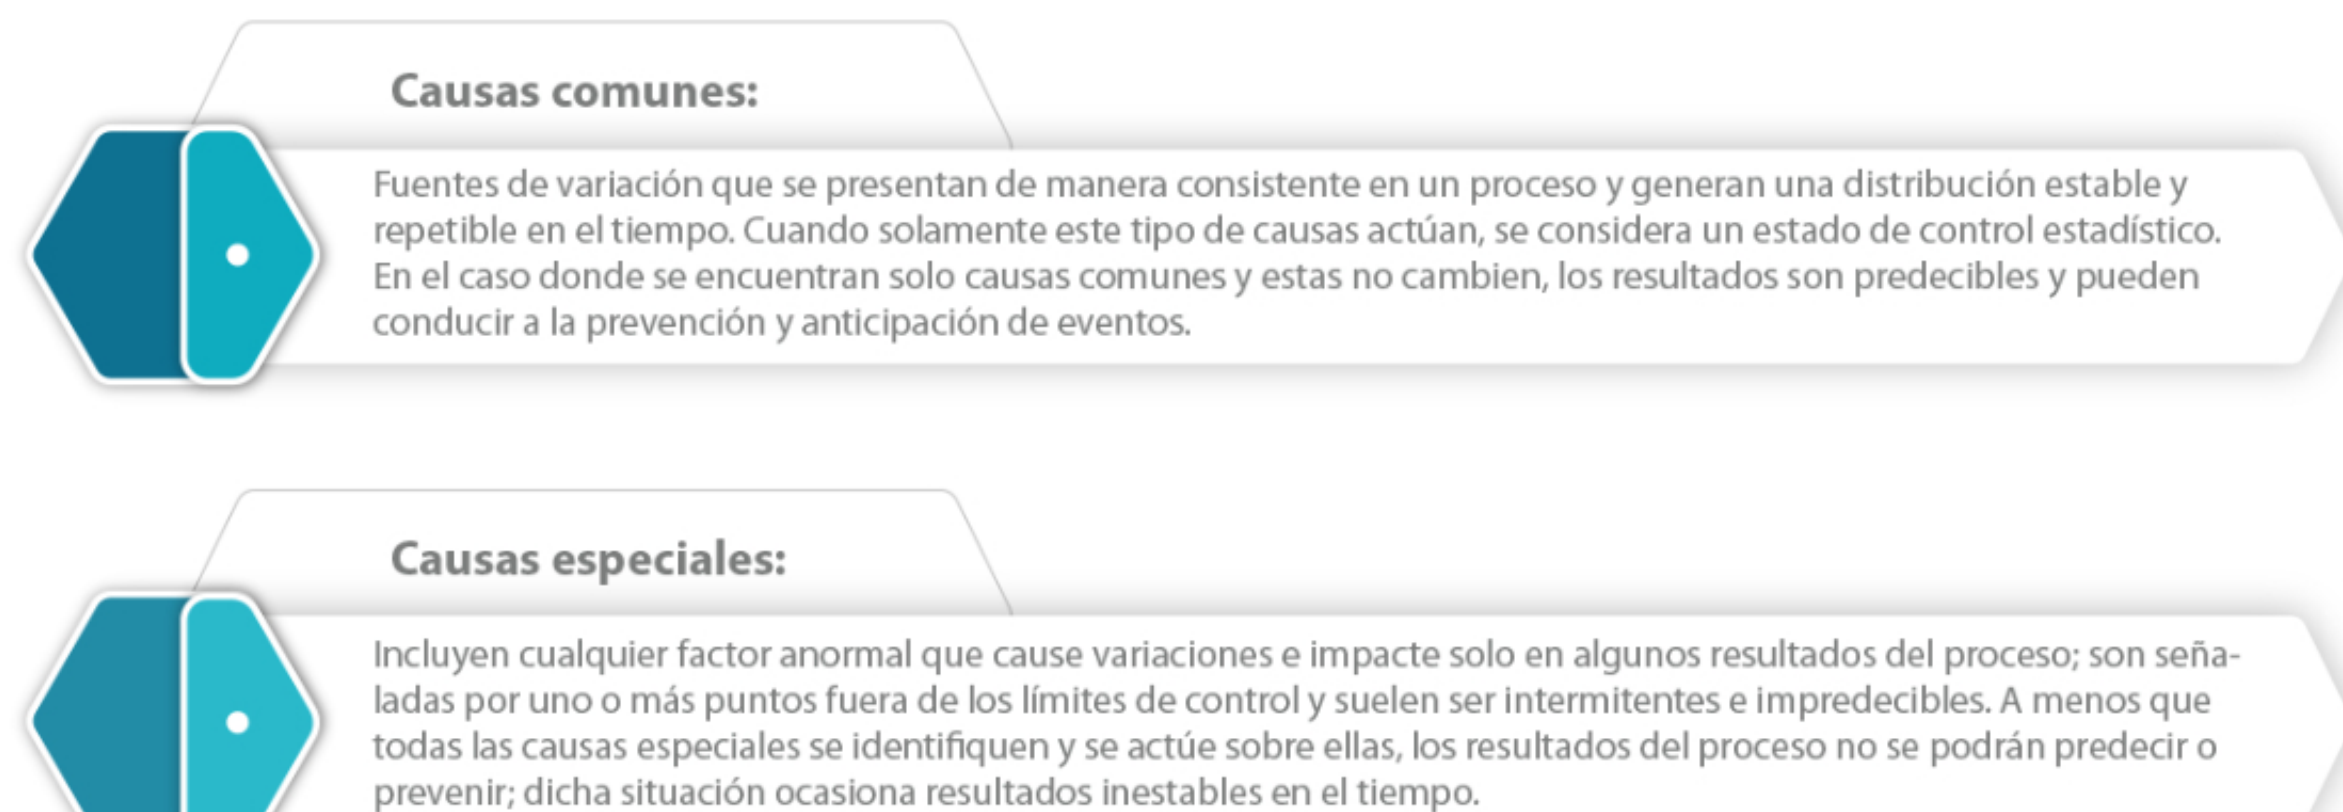 Causas comunes:
Fuentes de variación que se presentan de manera consistente en un proceso y generan una distribución estable y
repetible en el tiempo. Cuando solamente este tipo de causas actúan, se considera un estado de control estadístico.
En el caso donde se encuentran solo causas comunes y estas no cambien, los resultados son predecibles y pueden
conducir a la prevención y anticipación de eventos.
Causas especiales:
Incluyen cualquier factor anormal que cause variaciones e impacte solo en algunos resultados del proceso; son seña-
ladas por uno o más puntos fuera de los límites de control y suelen ser intermitentes e impredecibles. A menos que
todas las causas especiales se identifiquen y se actúe sobre ellas, los resultados del proceso no se podrán predecir o
prevenir; dicha situación ocasiona resultados inestables en el tiempo.